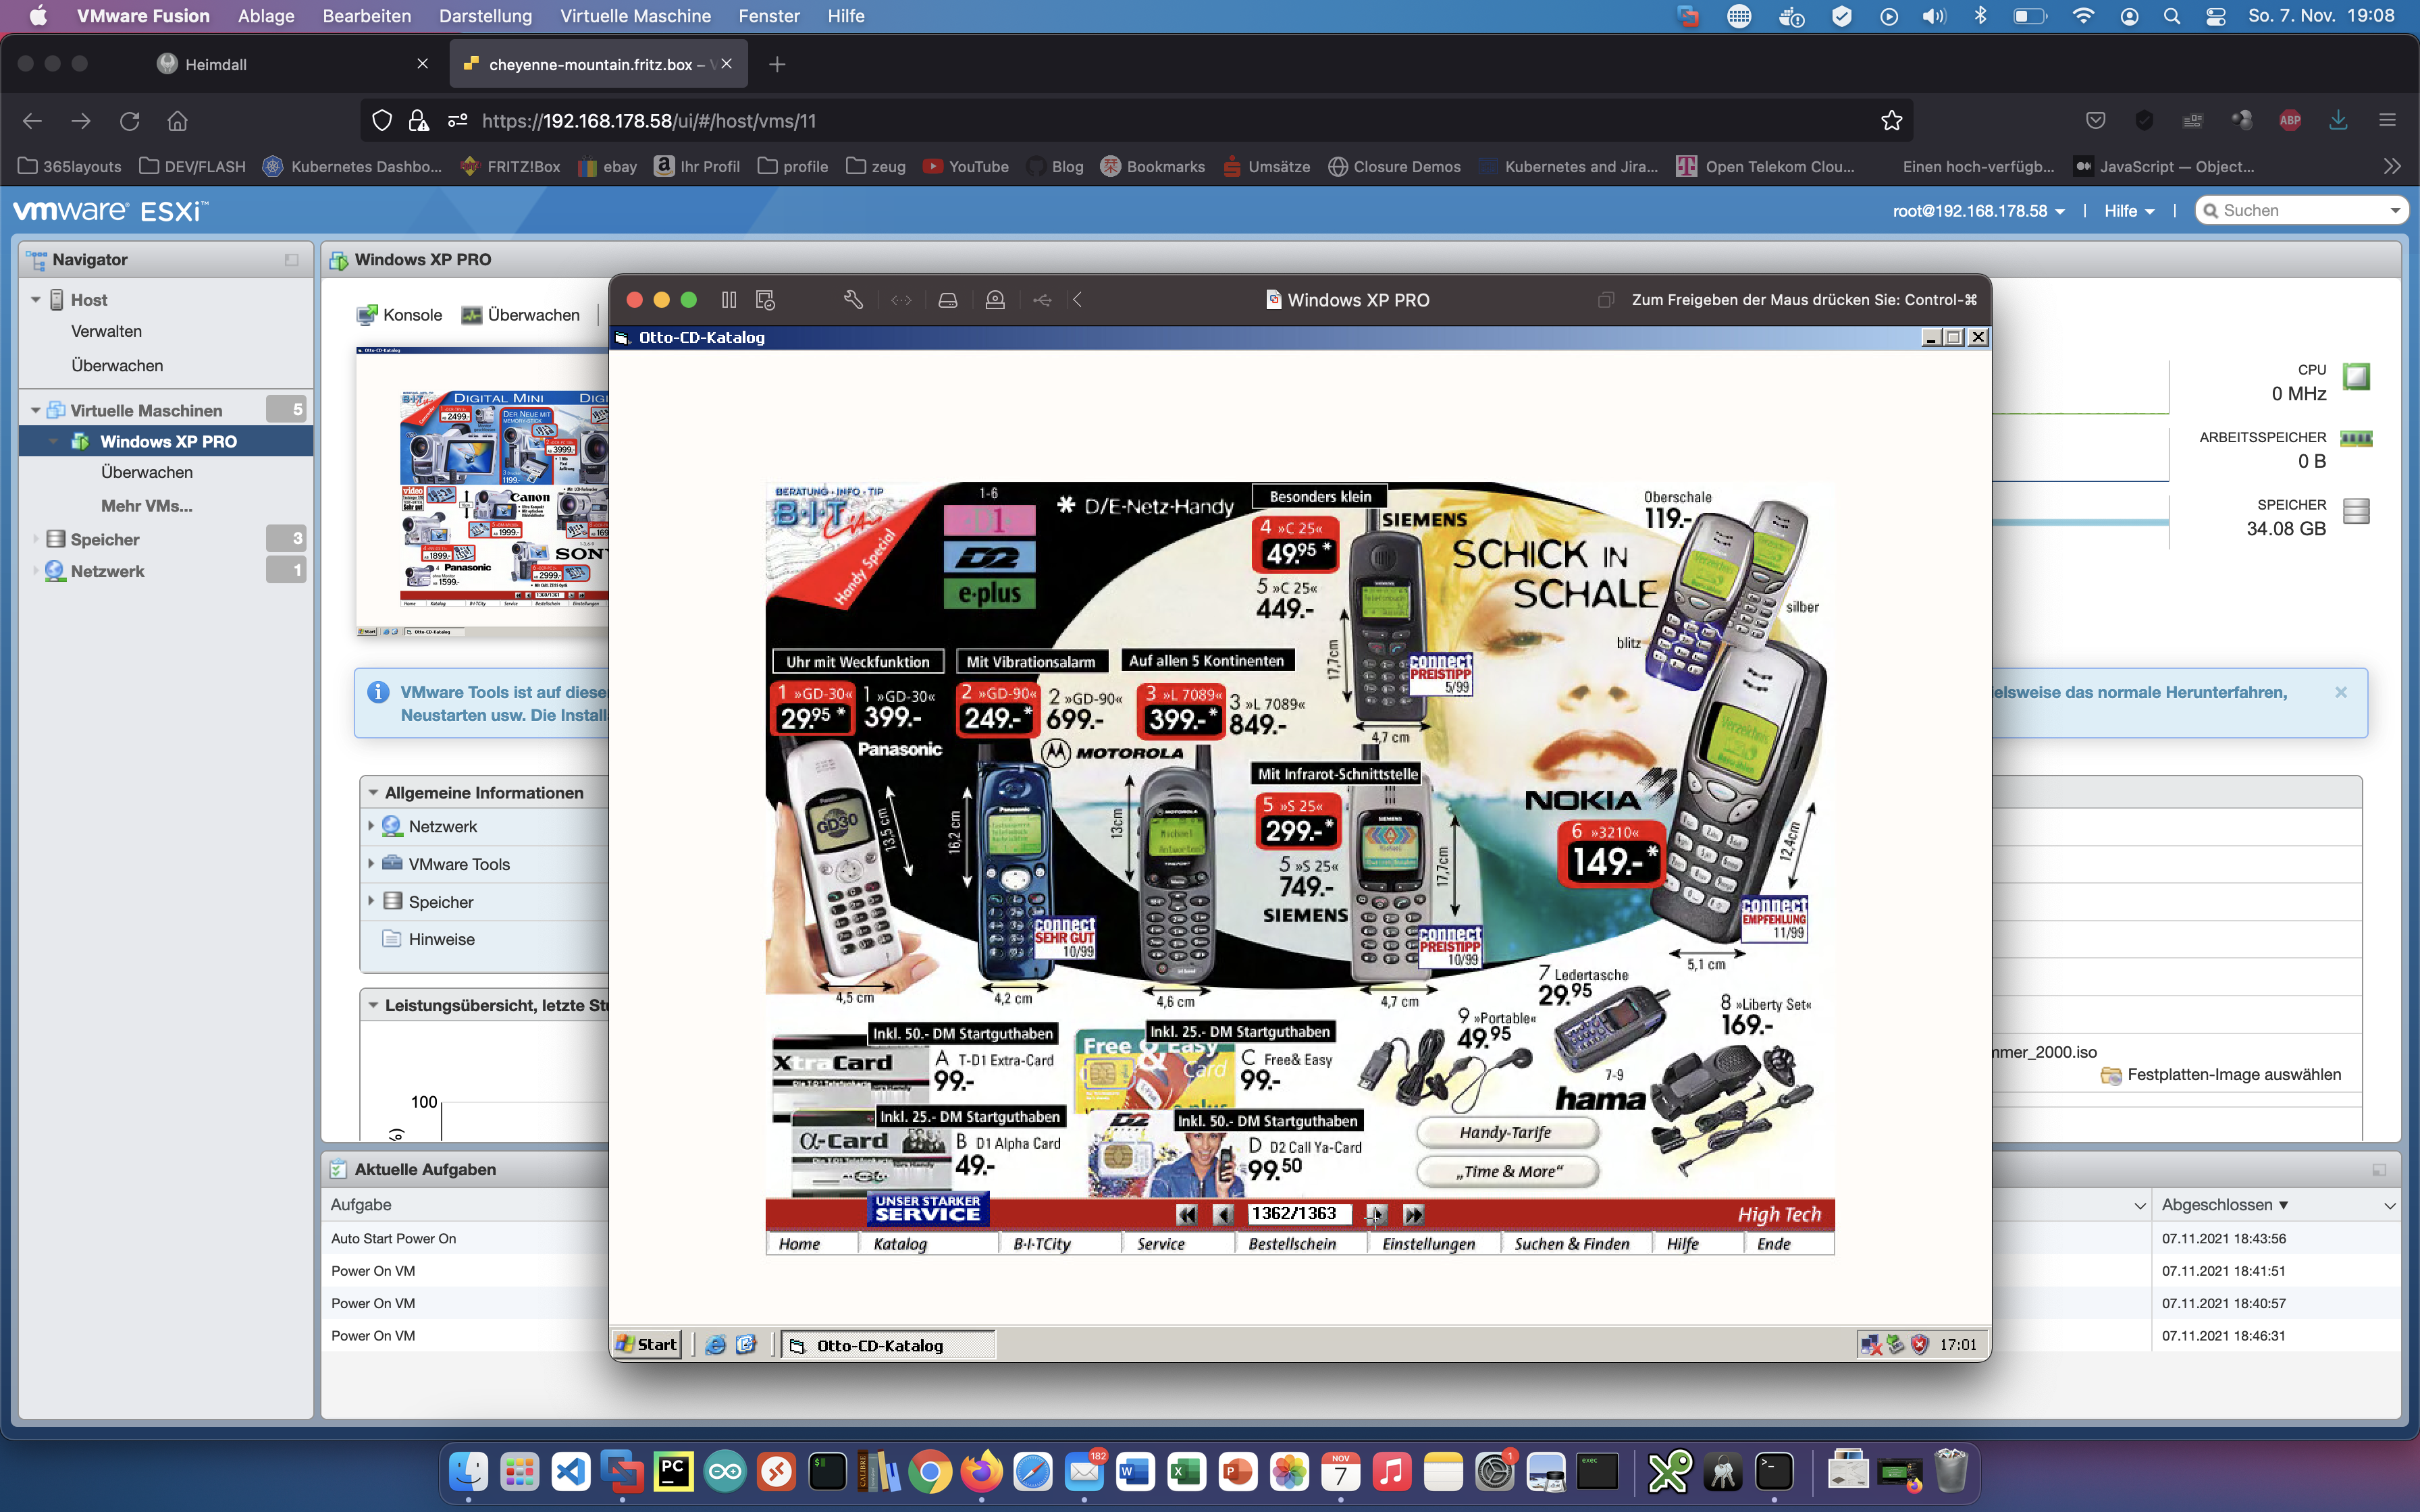 VMware Fusion Ablage Bearbeiten Darstellung Virtuelle Maschine Fenster Hilfe So. 7. Nov. 19:08
Heimdall
cheyenne-mountain.fritz.box –
https://192.168.178.58/ui/#/host/vms/11
ABP
365layouts DEV/FLASH Kubernetes Dashbo... FRITZ!Box ebay Ihr Profil profile zeug YouTube Blog Bookmarks Umsätze Closure Demos Kubernetes and Jira... Open Telekom Clou... Einen hoch-verfügb... JavaScript — Object...
vmware ESXi™
root@192.168.178.58 Hilfe Suchen
Navigator
Host
Verwalten
Überwachen
Virtuelle Maschinen 5
Windows XP PRO
Überwachen
Mehr VMs...
Speicher 3
Netzwerk 1
Windows XP PRO
Konsole Überwachen
CPU
0 MHz
ARBEITSSPEICHER
0 B
SPEICHER
34.08 GB
VMware Tools ist auf diese
Neustarten usw. Die Install
elsweise das normale Herunterfahren,
Allgemeine Informationen
Netzwerk
VMware Tools
Speicher
Hinweise
Leistungsübersicht, letzte St
100
mmer_2000.iso
Festplatten-Image auswählen
Aktuelle Aufgaben
Aufgabe
Abgeschlossen ▼
Auto Start Power On 07.11.2021 18:43:56
Power On VM 07.11.2021 18:41:51
Power On VM 07.11.2021 18:40:57
Power On VM 07.11.2021 18:46:31
Windows XP PRO
Zum Freigeben der Maus drücken Sie: Control-⌘
Otto-CD-Katalog
BERATUNG · INFO · TIP
B·I·T City
Handy Special
1-6
D1
D2
e·plus
* D/E-Netz-Handy
Besonders klein
4 »C 25«
49.95 *
5 »C 25«
449.-
SIEMENS
17,7cm
4,7 cm
connect
PREISTIPP
5/99
SCHICK IN
SCHALE
Oberschale
119.-
silber
blitz
Uhr mit Weckfunktion
1 »GD-30«
29.95 *
1 »GD-30«
399.-
Panasonic
GD30
13,5 cm
4,5 cm
Mit Vibrationsalarm
2 »GD-90«
249.-*
2 »GD-90«
699.-
16,2 cm
4,2 cm
connect
SEHR GUT
10/99
Auf allen 5 Kontinenten
3 »L 7089«
399.-*
3 »L 7089«
849.-
MOTOROLA
13cm
4,6 cm
Mit Infrarot-Schnittstelle
5 »S 25«
299.-*
5 »S 25«
749.-
SIEMENS
17,7cm
4,7 cm
connect
PREISTIPP
10/99
NOKIA
6 »3210«
149.-*
12,4cm
5,1 cm
connect
EMPFEHLUNG
11/99
7 Ledertasche
29.95
8 »Liberty Set«
169.-
9 »Portable«
49.95
7-9
hama
Inkl. 50.- DM Startguthaben
XtraCard
A T-D1 Extra-Card
99.-
Inkl. 25.- DM Startguthaben
Free & Easy
Card
C Free& Easy
99.-
Inkl. 25.- DM Startguthaben
α-Card
B D1 Alpha Card
49.-
Inkl. 50.- DM Startguthaben
D2
D D2 Call Ya-Card
99.50
Handy-Tarife
„Time & More“
UNSER STARKER
SERVICE
1362/1363
High Tech
Home Katalog B·I·TCity Service Bestellschein Einstellungen Suchen & Finden Hilfe Ende
Start Otto-CD-Katalog 17:01
182
NOV
7
1